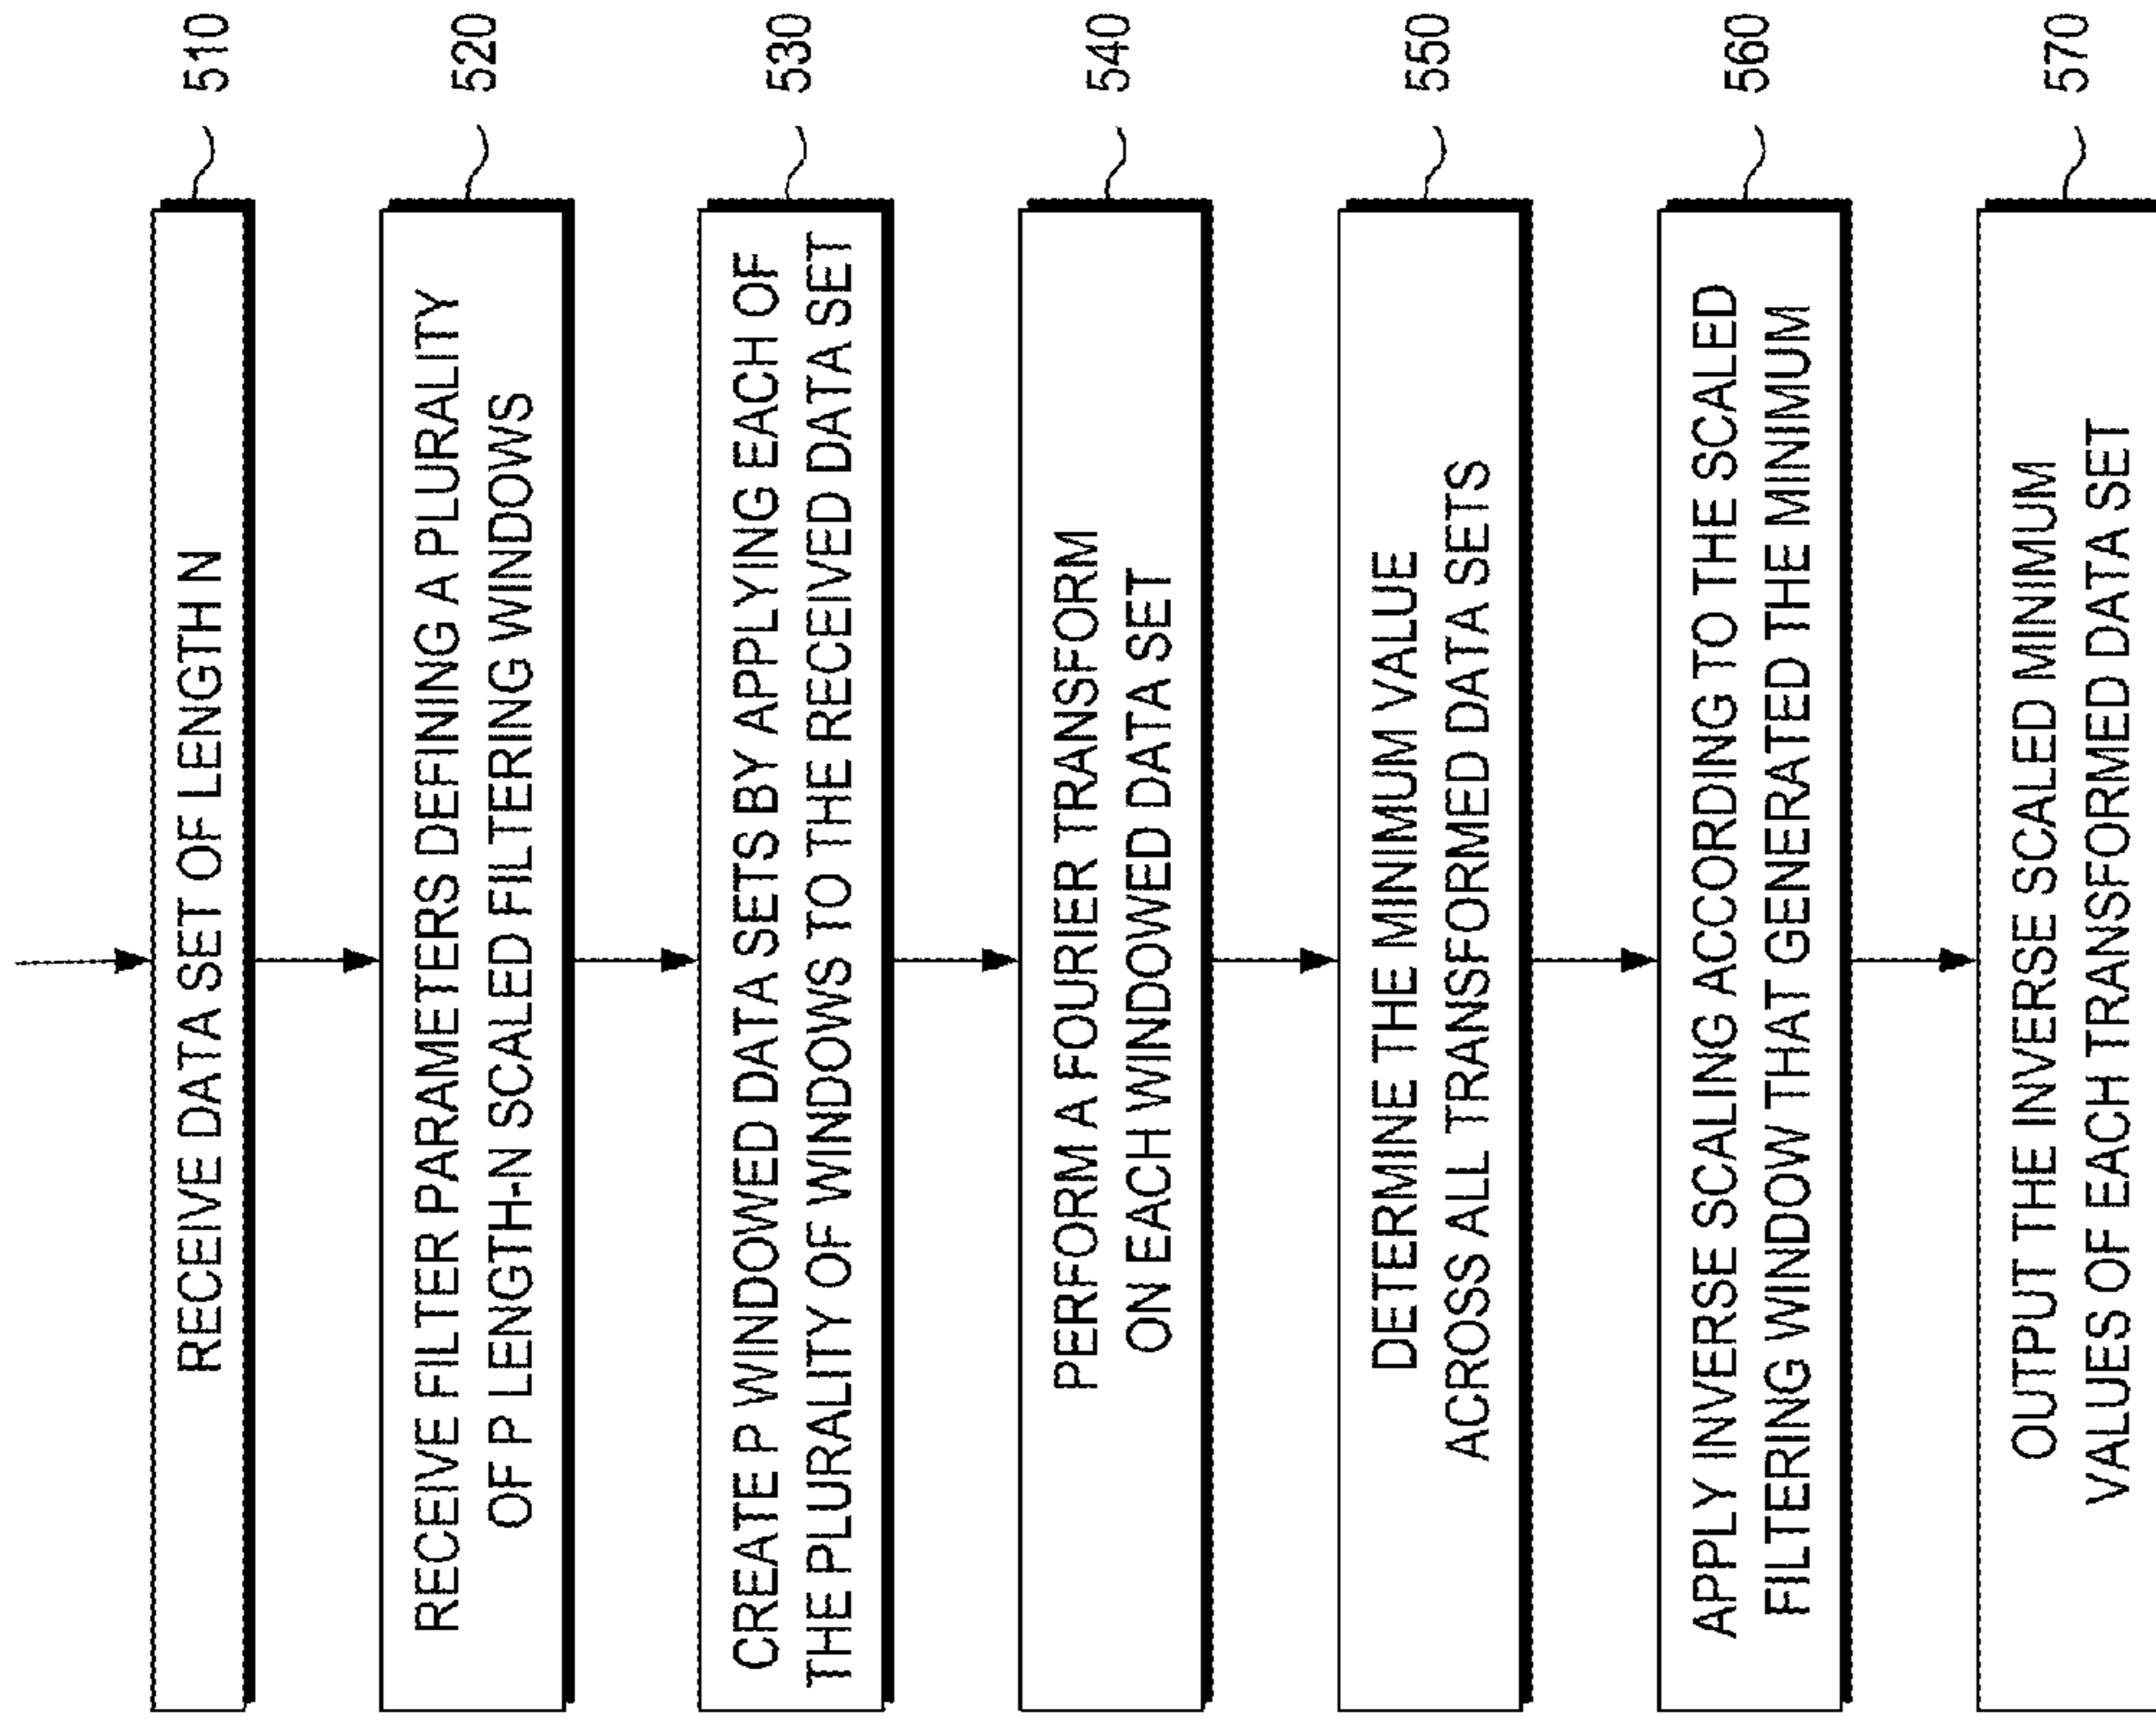 RECEIVE DATA SET OF LENGTH N
510
RECEIVE FILTER PARAMETERS DEFINING A PLURALITY
OF P LENGTH-N SCALED FILTERING WINDOWS
520
CREATE P WINDOWED DATA SETS BY APPLYING EACH OF
THE PLURALITY OF WINDOWS TO THE RECEIVED DATA SET
530
PERFORM A FOURIER TRANSFORM
ON EACH WINDOWED DATA SET
540
DETERMINE THE MINIMUM VALUE
ACROSS ALL TRANSFORMED DATA SETS
550
APPLY INVERSE SCALING ACCORDING TO THE SCALED
FILTERING WINDOW THAT GENERATED THE MINIMUM
560
OUTPUT THE INVERSE SCALED MINIMUM
VALUES OF EACH TRANSFORMED DATA SET
570